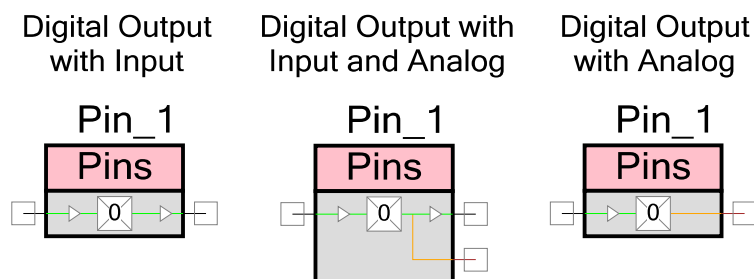 Digital Output
with Input
Pin_1
Pins
0
Digital Output with
Input and Analog
Pin_1
Pins
0
Digital Output
with Analog
Pin_1
Pins
0